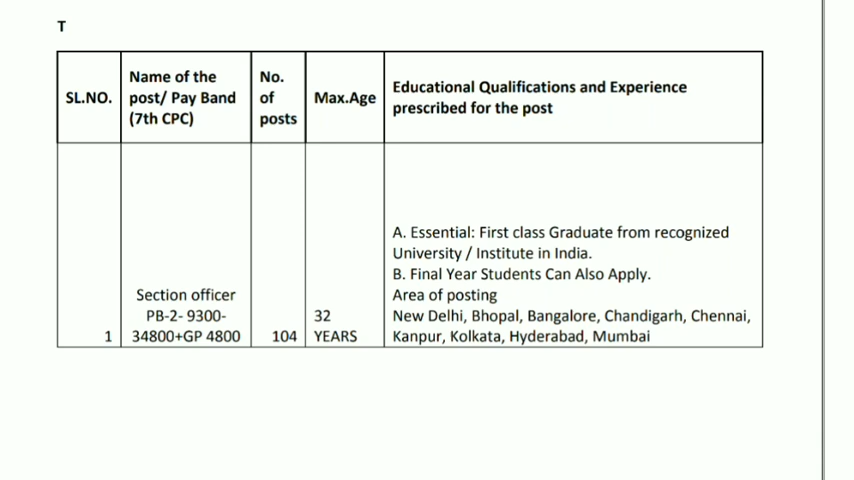 T
SL.NO.
Name of the
post/ Pay Band
(7th CPC)
No.
of
posts
Max.Age
Educational Qualifications and Experience
prescribed for the post
1
Section officer
PB-2- 9300-
34800+GP 4800
104
32
YEARS
A. Essential: First class Graduate from recognized
University / Institute in India.
B. Final Year Students Can Also Apply.
Area of posting
New Delhi, Bhopal, Bangalore, Chandigarh, Chennai,
Kanpur, Kolkata, Hyderabad, Mumbai